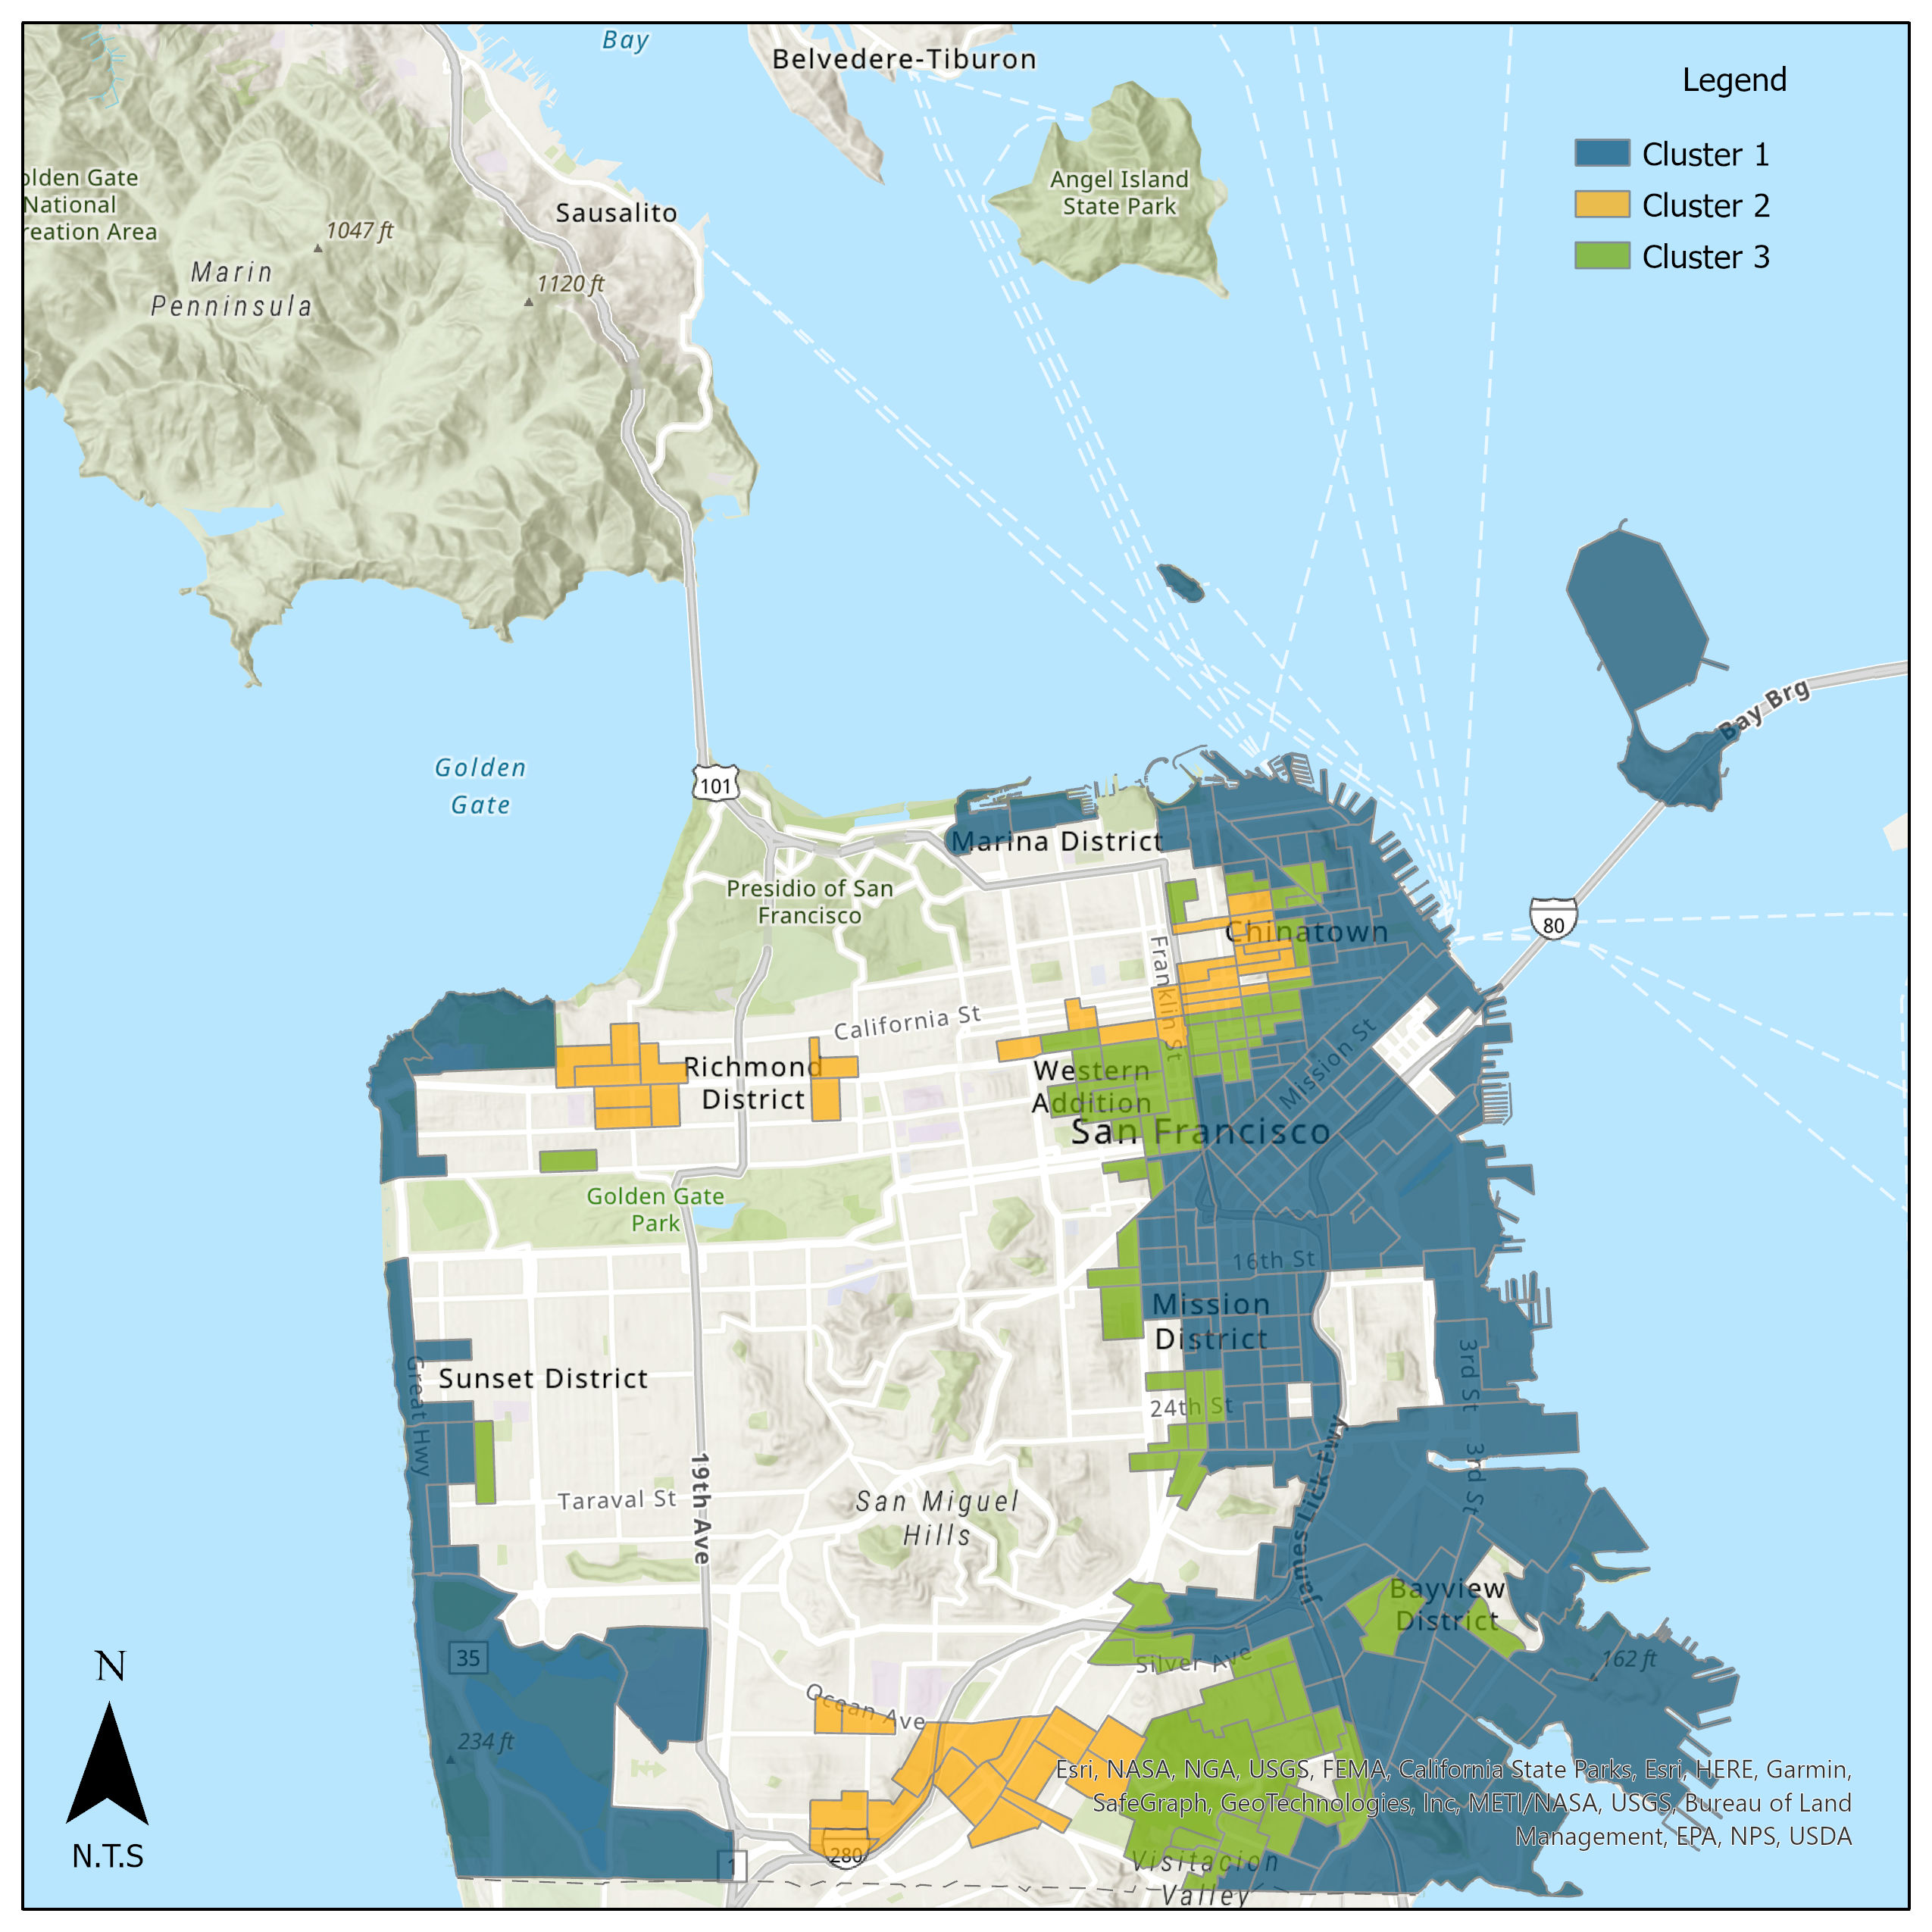 Bay
Belvedere-Tiburon
Legend
Cluster 1
Cluster 2
Cluster 3
olden Gate
National
reation Area
1047 ft
Marin
Penninsula
Sausalito
1120 ft
Angel Island
State Park
Bay Brg
Golden
Gate
101
80
Marina District
Presidio of San
Francisco
Chinatown
Franklin St
California St
Mission St
Richmond
District
Western
Addition
San Francisco
Golden Gate
Park
16th St
Mission
District
3rd St
Great Hwy
Sunset District
24th St
19th Ave
Taraval St
San Miguel
Hills
James Lick Fwy
3rd St
Bayview
District
35
162 ft
Silver Ave
Ocean Ave
234 ft
N
N.T.S
Esri, NASA, NGA, USGS, FEMA, California State Parks, Esri, HERE, Garmin,
SafeGraph, GeoTechnologies, Inc, METI/NASA, USGS, Bureau of Land
Management, EPA, NPS, USDA
280
1
Visitacion
Valley